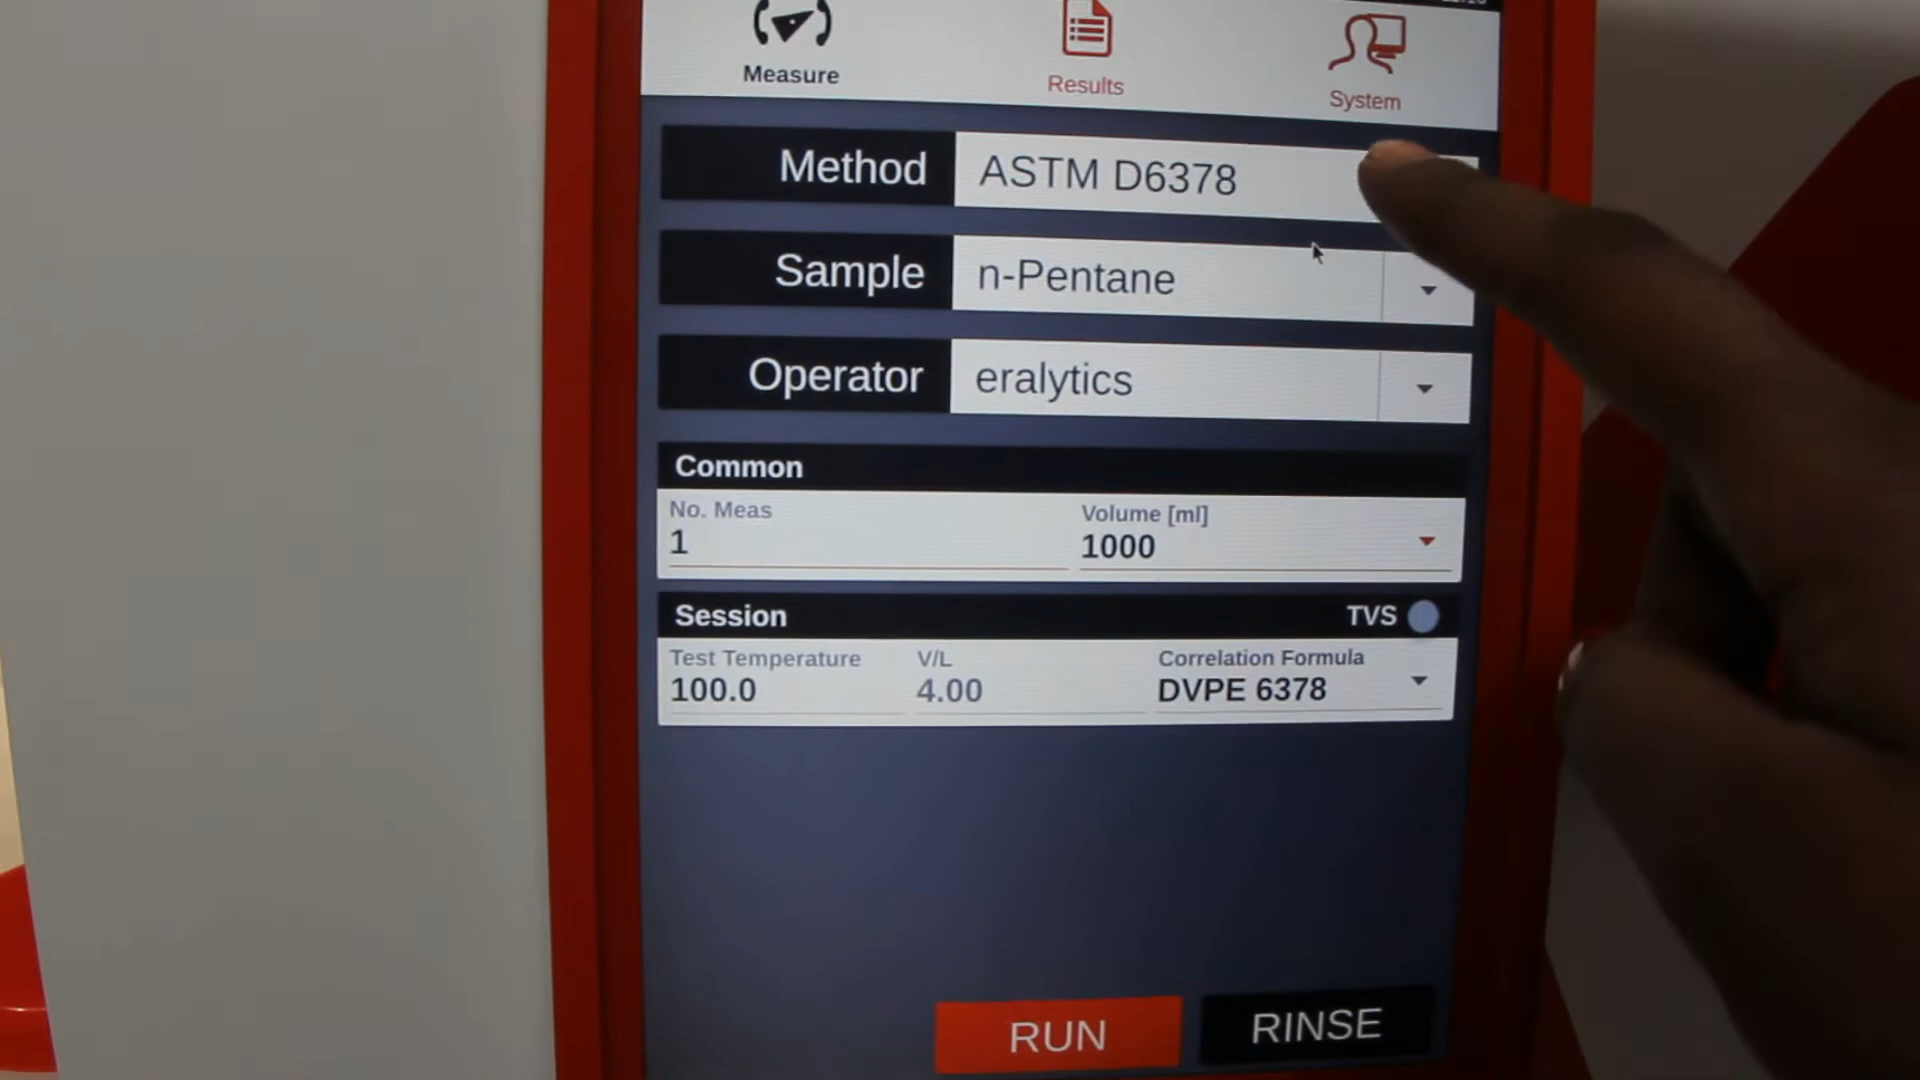 Measure
Results
System
Method ASTM D6378
Sample n-Pentane
Operator eralytics
Common
No. Meas Volume [ml]
1 1000
Session TVS
Test Temperature V/L Correlation Formula
100.0 4.00 DVPE 6378
RUN RINSE